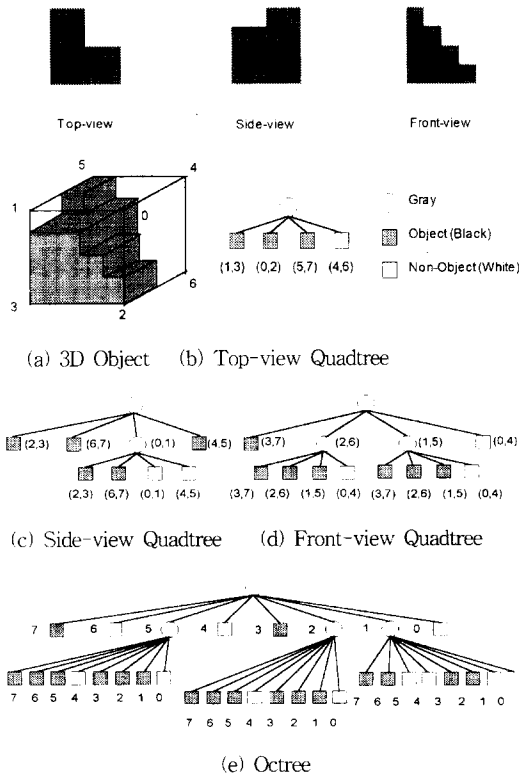 Top-view Side-view Front-view
5 4
1 0
3 2 6
Gray
Object(Black)
Non-Object(White)
(1,3) (0,2) (5,7) (4,6)
(a) 3D Object (b) Top-view Quadtree
(2,3) (6,7) (0,1) (4,5)
(2,3) (6,7) (0,1) (4,5)
(3,7) (2,6) (1,5) (0,4)
(3,7) (2,6) (1,5) (0,4) (3,7) (2,6) (1,5) (0,4)
(c) Side-view Quadtree (d) Front-view Quadtree
7 6 5 4 3 2 1 0
7 6 5 4 3 2 1 0
7 6 5 4 3 2 1 0
7 6 5 4 3 2 1 0
(e) Octree